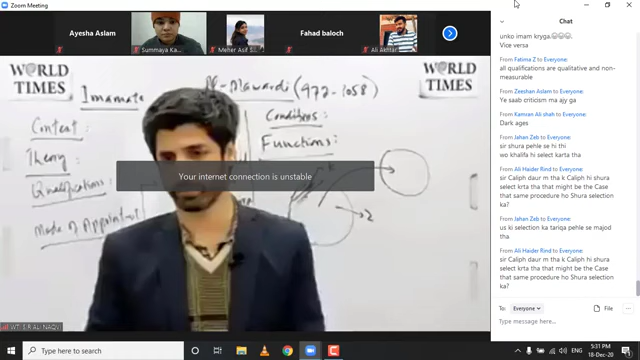 Zoom Meeting
Ayesha Aslam
Summaya Ka...
Meher Asif S...
Fahad baloch
Ali Akhtar
WORLD
TIMES
Imamate
Al-Mawardi (972-1058)
WORLD
TIMES
Context:
Theory:
Qualifications:
Mode of Appoint
Conditions:
Functions:
Your internet connection is unstable
WT: SIR ALI NAQVI
Chat
unko imam kryga.
Vice versa
From Fatima Z to Everyone:
all qualifications are qualitative and non-
measurable
From Zeeshan Aslam to Everyone:
Ye saab criticism ma ajy ga
From Kamran Ali shah to Everyone:
Dark ages
From Jahan Zeb to Everyone:
sir shura pehle se hi thi
wo khalifa hi select karta tha
From Ali Haider Rind to Everyone:
sir Caliph daur m tha k Caliph hi shura
select krta tha that might be the Case
that same procedure ho Shura selection
ka?
From Jahan Zeb to Everyone:
us ki selection ka tariqa pehle se majod
tha.
From Ali Haider Rind to Everyone:
sir Caliph daur m tha k Caliph hi shura
select krta tha that might be the Case
that same procedure ho Shura selection
ka?
To: Everyone
File
Type message here...
Type here to search
5:31 PM
18-Dec-20